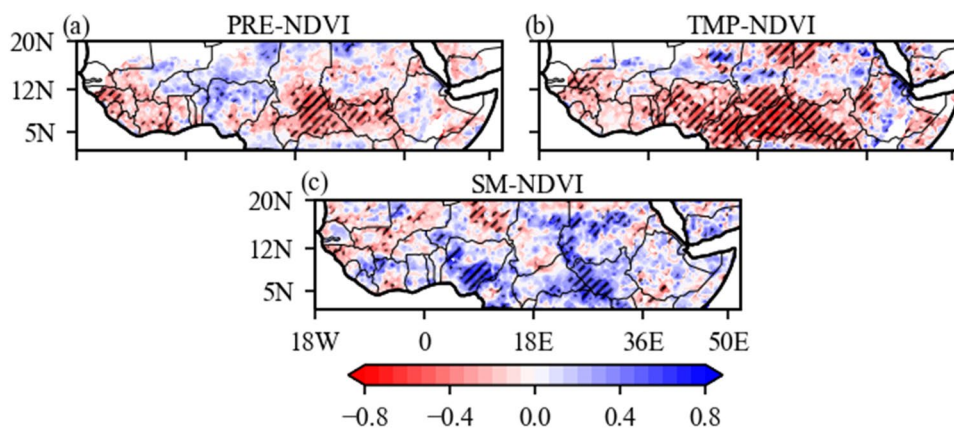 (a) PRE-NDVI
(b) TMP-NDVI
20N
12N
5N
20N
12N
5N
(c) SM-NDVI
20N
12N
5N
18W 0 18E 36E 50E
−0.8 −0.4 0.0 0.4 0.8